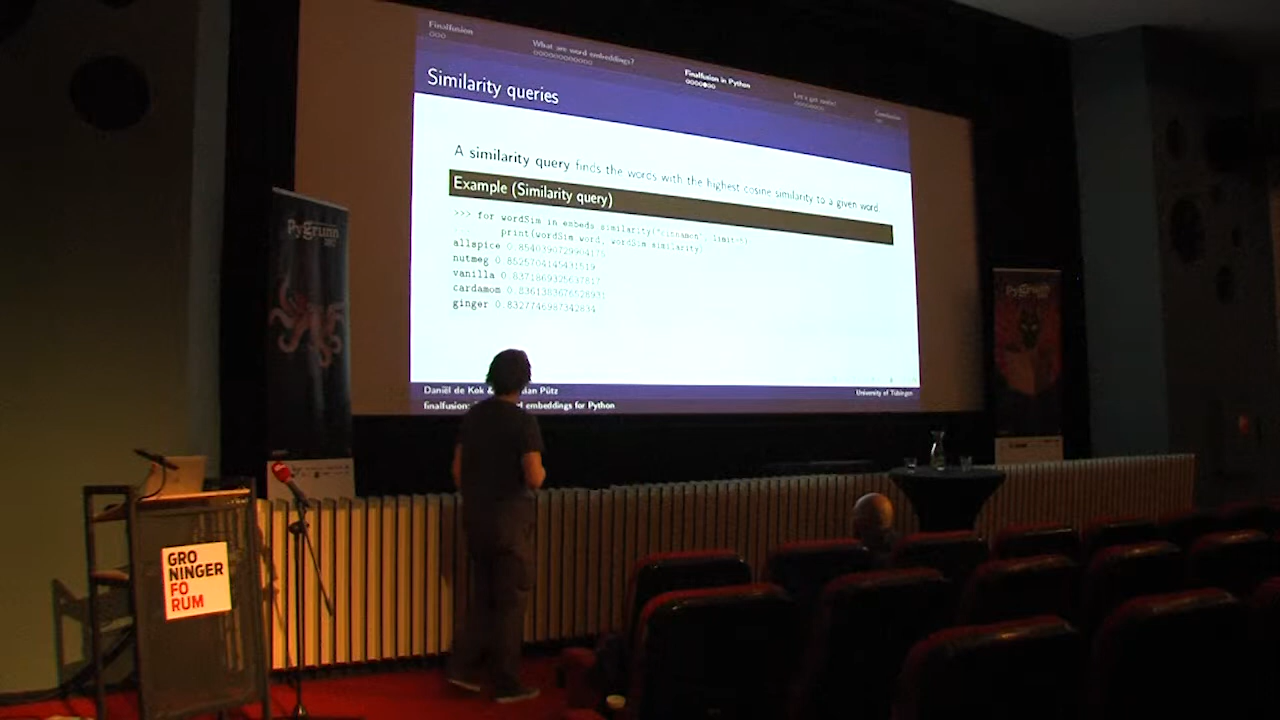 Finalfusion
What are word embeddings?
Finalfusion in Python
Conclusion
Similarity queries
A similarity query finds the words with the highest cosine similarity to a given word.
Example (Similarity query)
>>> for wordSim in embeds.similarity("cinnamon", limit=5)
print(wordSim.word, wordSim.similarity)
allspice
nutmeg
vanilla
cardamom
ginger
Daniël de Kok & Pütz
University of Tübingen
finalfusion: embeddings for Python
PyGrunn
PyGrunn
GRO
NINGER
FO
RUM